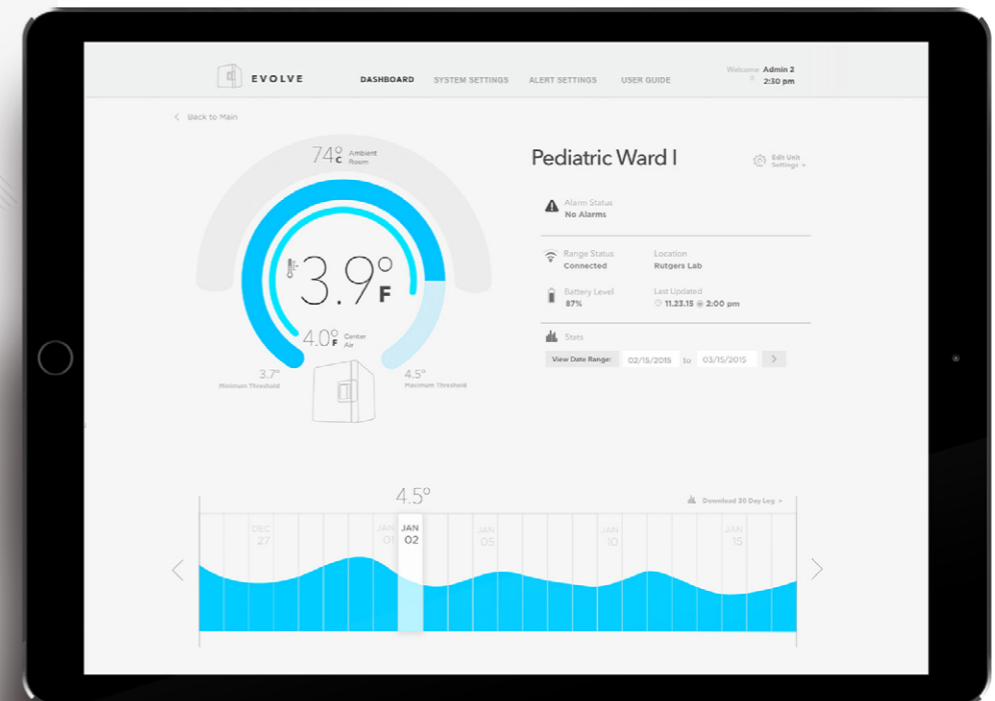 EVOLVE
DASHBOARD SYSTEM SETTINGS ALERT SETTINGS USER GUIDE
Welcome Admin 2
2:30 pm
Back to Main
74° C Ambient Room
3.9° F
4.0° F Center Air
3.7°
Minimum Threshold
4.5°
Maximum Threshold
Pediatric Ward I
Edit Unit
Settings
Alarm Status
No Alarms
Range Status
Connected
Location
Rutgers Lab
Battery Level
87%
Last Updated
11.23.15 @ 2:00 pm
Stats
View Date Range: 02/15/2015 to 03/15/2015
4.5°
Download 30 Day Log
DEC 27
JAN 01
JAN 02
JAN 05
JAN 10
JAN 15